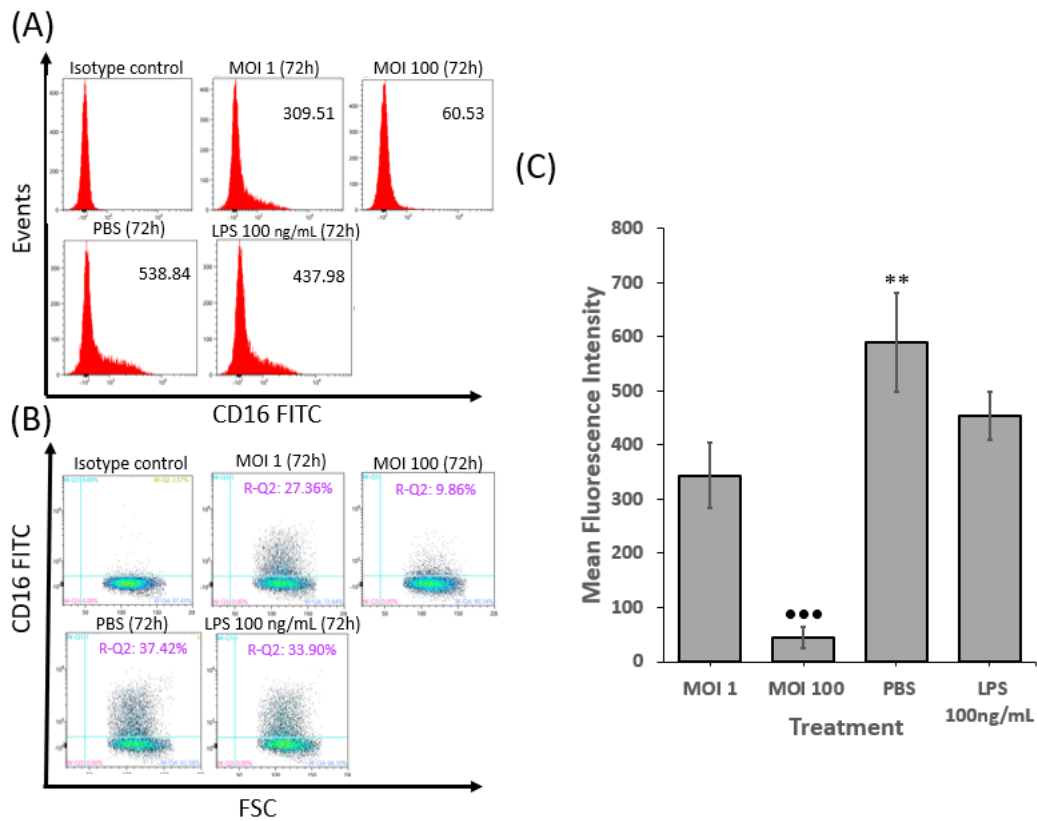 (A)
Isotype control
MOI 1 (72h)
MOI 100 (72h)
309.51
60.53
Events
PBS (72h)
LPS 100 ng/mL (72h)
538.84
437.98
CD16 FITC
(B)
Isotype control
MOI 1 (72h)
MOI 100 (72h)
R-Q2: 27.36%
R-Q2: 9.86%
CD16 FITC
PBS (72h)
LPS 100 ng/mL (72h)
R-Q2: 37.42%
R-Q2: 33.90%
FSC
(C)
800
700
600
500
400
300
200
100
0
**
•••
Mean Fluorescence Intensity
MOI 1
MOI 100
PBS
LPS
100ng/mL
Treatment